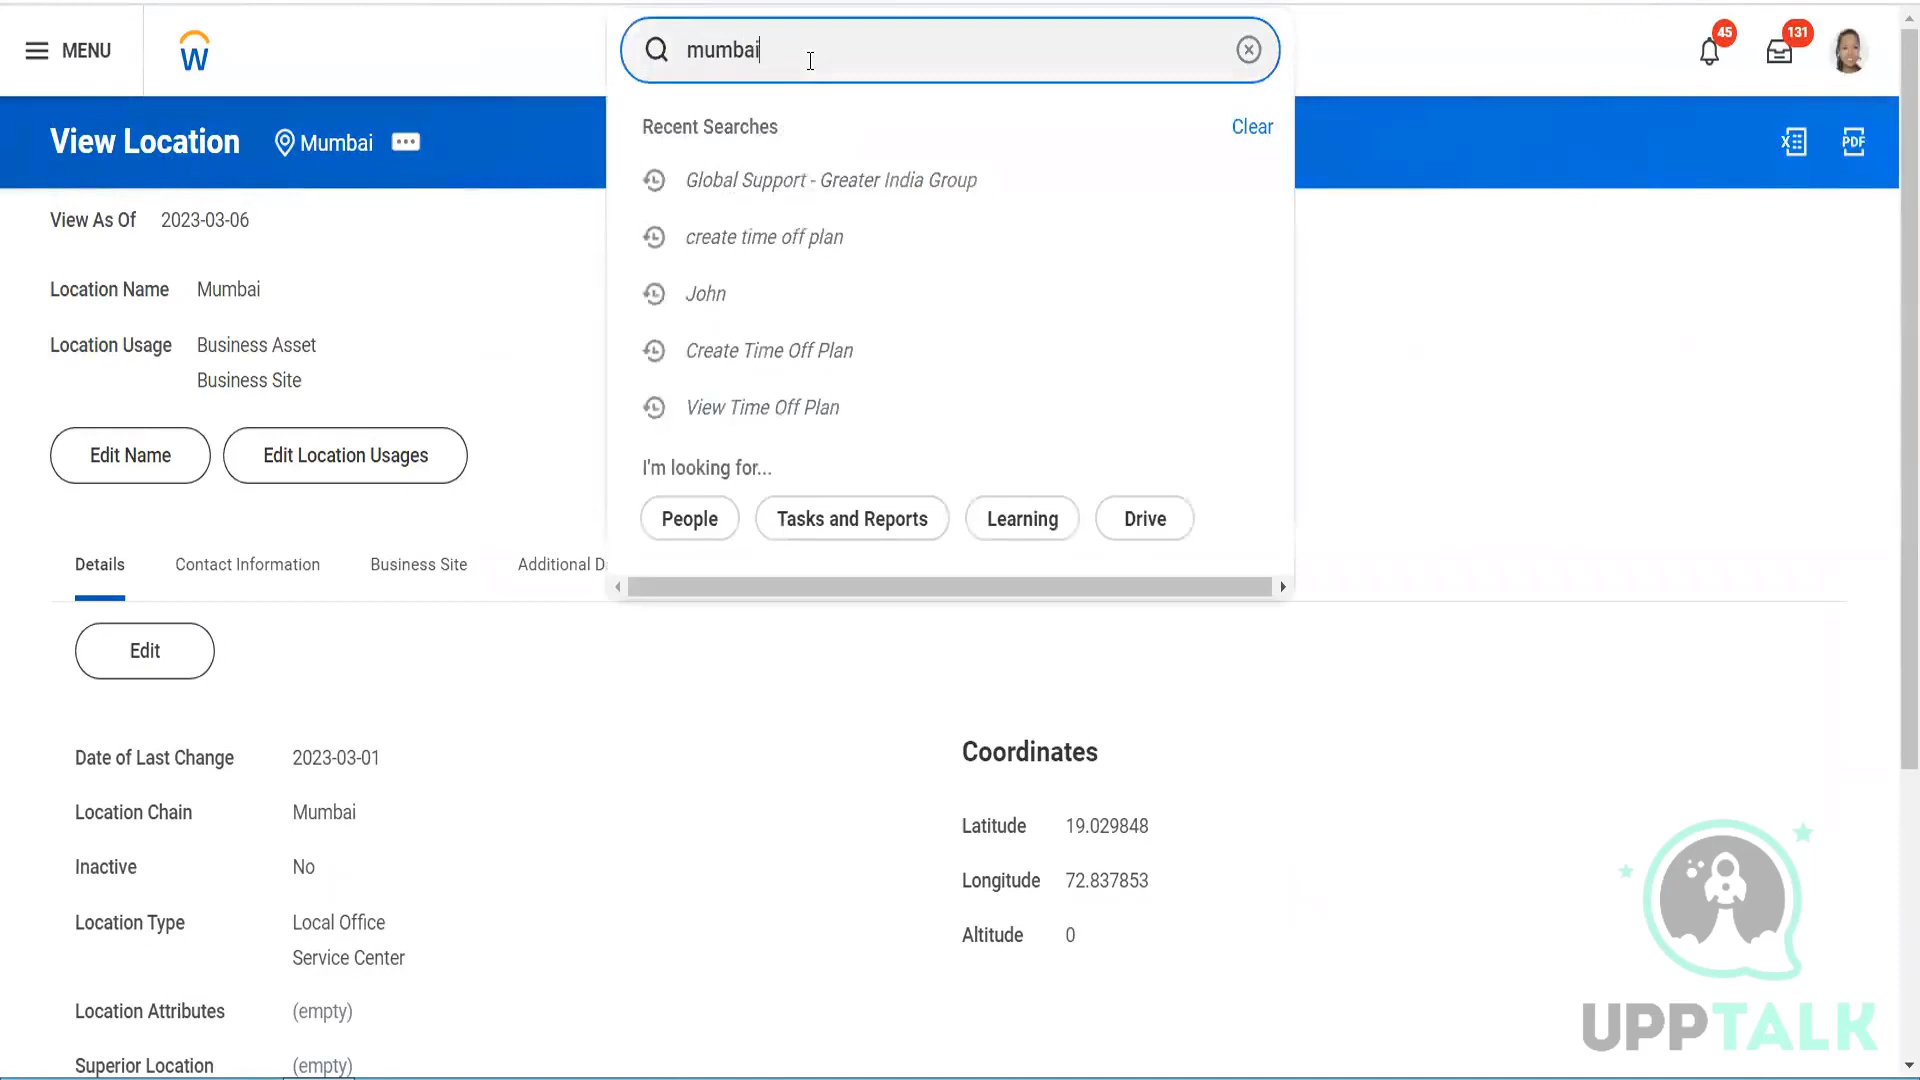 MENU
W
mumbai
45
131
View Location
Mumbai
PDF
Recent Searches
Clear
Global Support - Greater India Group
create time off plan
John
Create Time Off Plan
View Time Off Plan
I'm looking for...
People
Tasks and Reports
Learning
Drive
View As Of 2023-03-06
Location Name Mumbai
Location Usage Business Asset
Business Site
Edit Name
Edit Location Usages
Details
Contact Information
Business Site
Additional D
Edit
Date of Last Change 2023-03-01
Location Chain Mumbai
Inactive No
Location Type Local Office
Service Center
Location Attributes (empty)
Superior Location (empty)
Coordinates
Latitude 19.029848
Longitude 72.837853
Altitude 0
UPPTALK